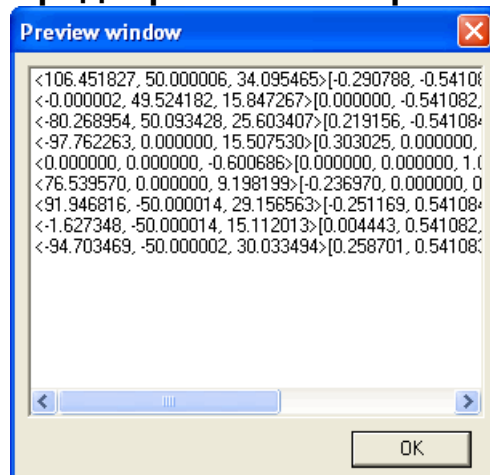 Preview window
<106.451827, 50.000006, 34.095465>[-0.290788, -0.54108
<-0.000002, 49.524182, 15.847267>[0.000000, -0.541082,
<-80.268954, 50.093428, 25.603407>[0.219156, -0.541084
<-97.762263, 0.000000, 15.507530>[0.303025, 0.000000,
<0.000000, 0.000000, -0.600686>[0.000000, 0.000000, 1.0
<76.539570, 0.000000, 9.198199>[-0.236970, 0.000000, 0
<91.946816, -50.000014, 29.156563>[-0.251169, 0.541084
<-1.627348, -50.000014, 15.112013>[0.004443, 0.541082,
<-94.703469, -50.000002, 30.033494>[0.258701, 0.541083
OK